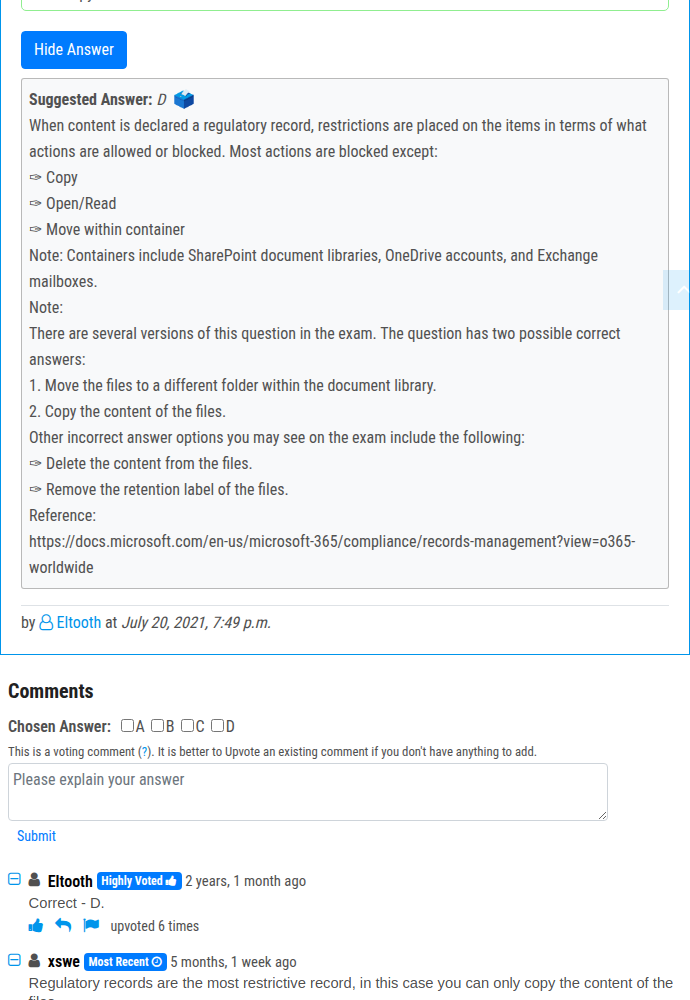 Hide Answer
Suggested Answer: D
When content is declared a regulatory record, restrictions are placed on the items in terms of what
actions are allowed or blocked. Most actions are blocked except:
✑ Copy
✑ Open/Read
✑ Move within container
Note: Containers include SharePoint document libraries, OneDrive accounts, and Exchange
mailboxes.
Note:
There are several versions of this question in the exam. The question has two possible correct
answers:
1. Move the files to a different folder within the document library.
2. Copy the content of the files.
Other incorrect answer options you may see on the exam include the following:
✑ Delete the content from the files.
✑ Remove the retention label of the files.
Reference:
https://docs.microsoft.com/en-us/microsoft-365/compliance/records-management?view=o365-
worldwide
by Eltooth at July 20, 2021, 7:49 p.m.
Comments
Chosen Answer: A B C D
This is a voting comment (?). It is better to Upvote an existing comment if you don't have anything to add.
Please explain your answer
Submit
Eltooth Highly Voted 2 years, 1 month ago
Correct - D.
upvoted 6 times
xswe Most Recent 5 months, 1 week ago
Regulatory records are the most restrictive record, in this case you can only copy the content of the